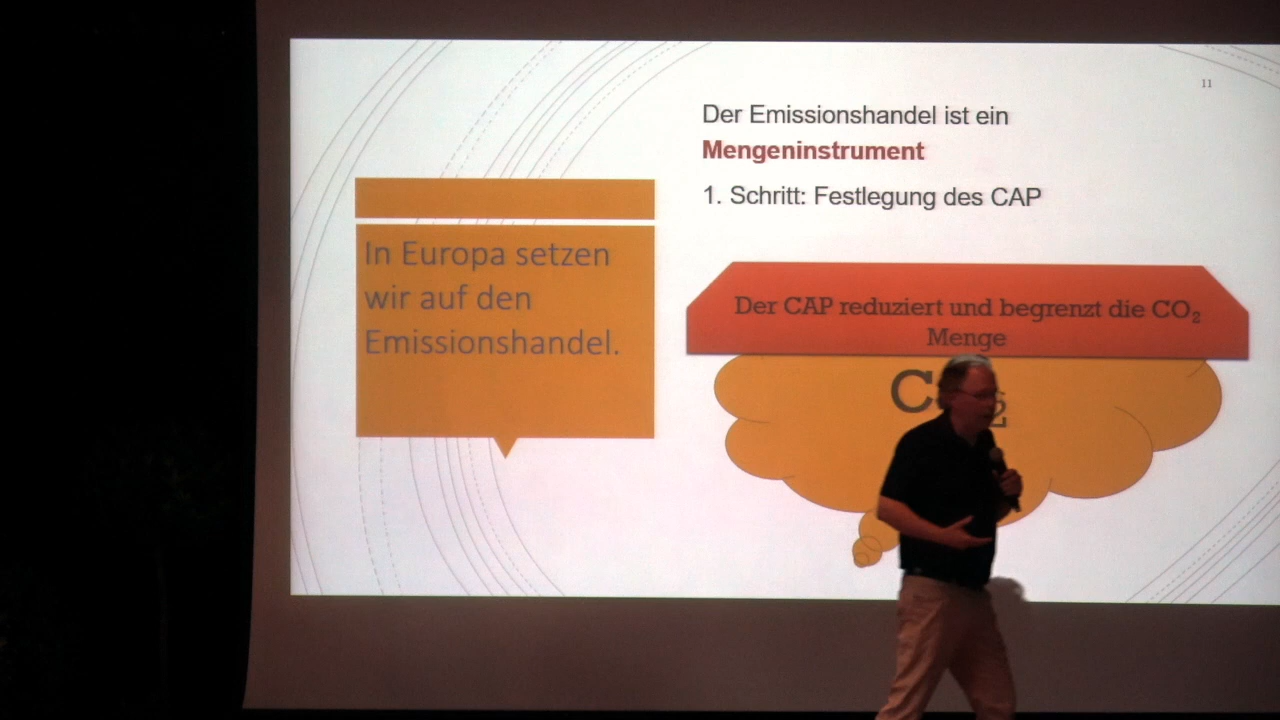 11
Der Emissionshandel ist ein
Mengeninstrument
1. Schritt: Festlegung des CAP
In Europa setzen
wir auf den
Emissionshandel.
Der CAP reduziert und begrenzt die CO₂
Menge